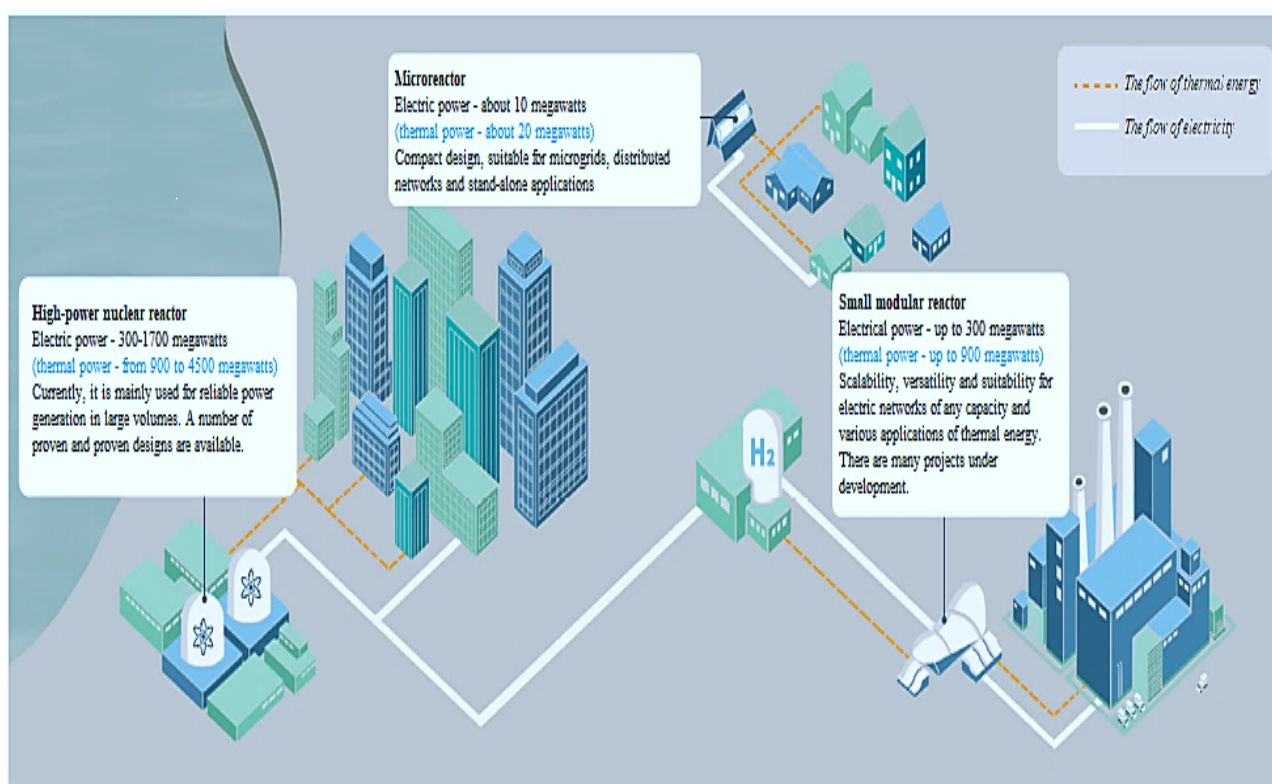 Microreactor
Electric power - about 10 megawatts
(thermal power - about 20 megawatts)
Compact design, suitable for microgrids, distributed
networks and stand-alone applications
The flow of thermal energy
The flow of electricity
High-power nuclear reactor
Electric power - 300-1700 megawatts
(thermal power - from 900 to 4500 megawatts)
Currently, it is mainly used for reliable power
generation in large volumes. A number of
proven and proven designs are available.
Small modular reactor
Electrical power - up to 300 megawatts
(thermal power - up to 900 megawatts)
Scalability, versatility and suitability for
electric networks of any capacity and
various applications of thermal energy.
There are many projects under
development.
H2